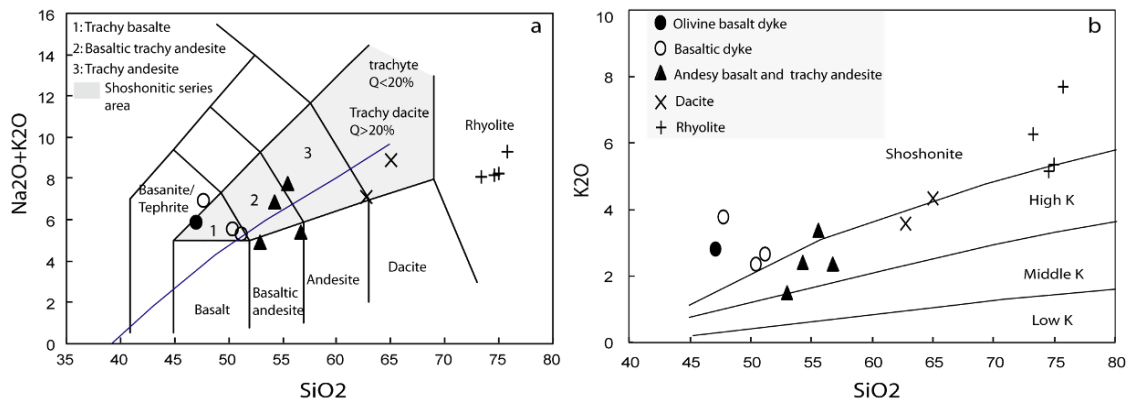 a
1: Trachy basalte
2: Basaltic trachy andesite
3: Trachy andesite
Shoshonitic series
area
trachyte
Q<20%
Trachy dacite
Q>20%
Rhyolite
3
2
1
Basanite/
Tephrite
Basalt
Basaltic
andesite
Andesite
Dacite
Na2O+K2O
16
14
12
10
8
6
4
2
0
35 40 45 50 55 60 65 70 75 80
SiO2
b
Olivine basalt dyke
Basaltic dyke
Andesy basalt and trachy andesite
Dacite
Rhyolite
Shoshonite
High K
Middle K
Low K
K2O
10
8
6
4
2
0
40 45 50 55 60 65 70 75 80
SiO2